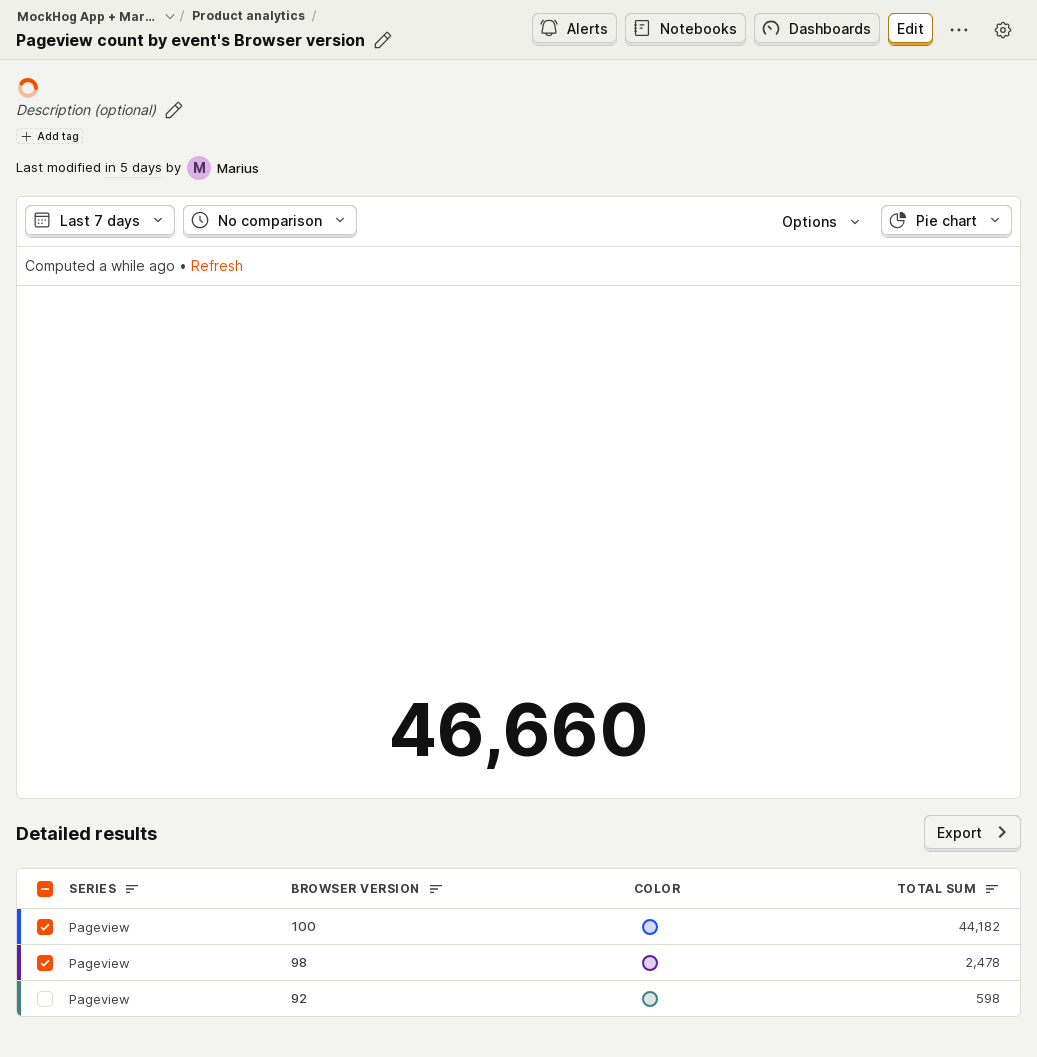 MockHog App + Mar... / Product analytics /
Pageview count by event's Browser version
Alerts Notebooks Dashboards Edit
Description (optional)
Add tag
Last modified in 5 days by M Marius
Last 7 days No comparison Options Pie chart
Computed a while ago • Refresh
46,660
Detailed results Export
SERIES BROWSER VERSION COLOR TOTAL SUM
Pageview 100 44,182
Pageview 98 2,478
Pageview 92 598